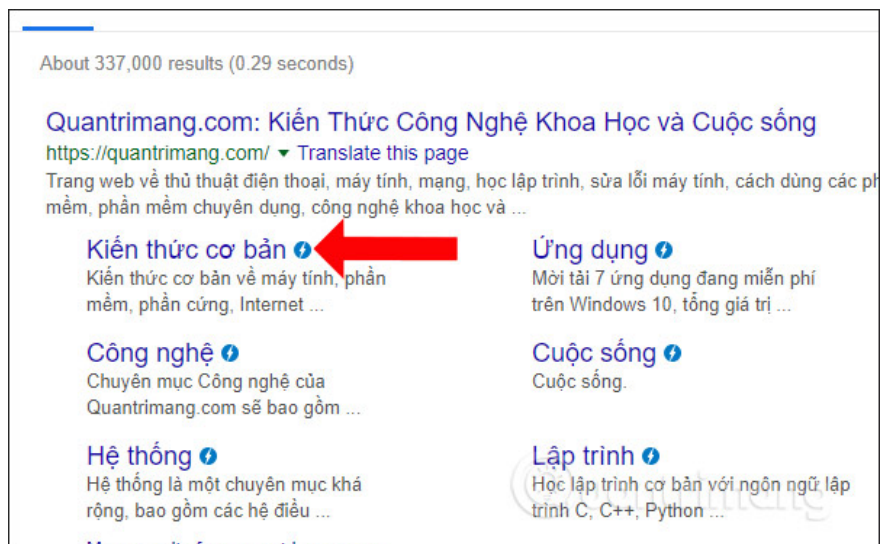 About 337,000 results (0.29 seconds)
Quantrimang.com: Kiến Thức Công Nghệ Khoa Học và Cuộc sống
https://quantrimang.com/ ▾ Translate this page
Trang web về thủ thuật điện thoại, máy tính, mạng, học lập trình, sửa lỗi máy tính, cách dùng các
mềm, phần mềm chuyên dụng, công nghệ khoa học và ...
Kiến thức cơ bản
Kiến thức cơ bản về máy tính, phần
mềm, phần cứng, Internet ...
Ứng dụng
Mời tải 7 ứng dụng đang miễn phí
trên Windows 10, tổng giá trị ...
Công nghệ
Chuyên mục Công nghệ của
Quantrimang.com sẽ bao gồm ...
Cuộc sống
Cuộc sống.
Hệ thống
Hệ thống là một chuyên mục khá
rộng, bao gồm các hệ điều ...
Lập trình
Học lập trình cơ bản với ngôn ngữ lập
trình C, C++, Python ...